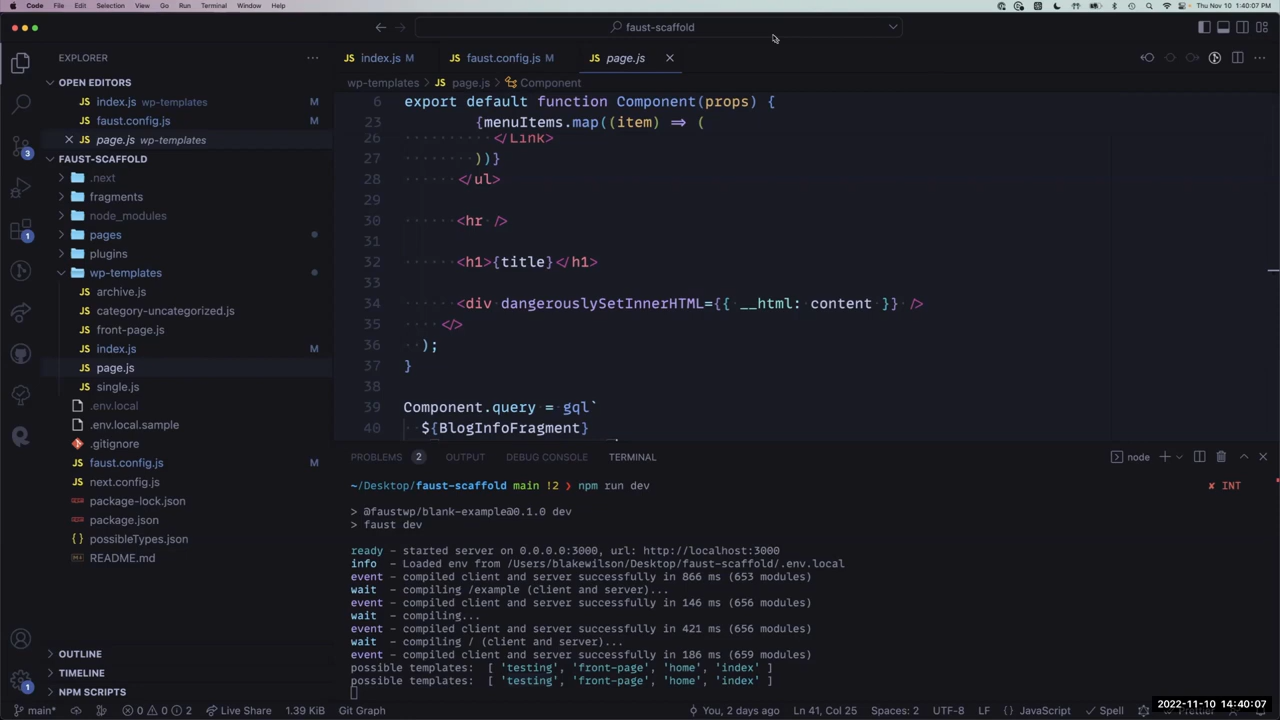 Code File Edit Selection View Go Run Terminal Window Help
Thu Nov 10 1:40:07 PM
faust-scaffold
EXPLORER
index.js M
faust.config.js M
page.js
OPEN EDITORS
index.js wp-templates M
faust.config.js M
page.js wp-templates
FAUST-SCAFFOLD
.next
fragments
node_modules
pages
plugins
wp-templates
archive.js
category-uncategorized.js
front-page.js
index.js M
page.js
single.js
.env.local
.env.local.sample
.gitignore
faust.config.js M
next.config.js
package-lock.json
package.json
possibleTypes.json
README.md
OUTLINE
TIMELINE
NPM SCRIPTS
3
1
1
wp-templates > page.js > Component
6 export default function Component(props) {
23 {menuItems.map((item) => (
26 </Link>
27 ))}
28 </ul>
29
30 <hr />
31
32 <h1>{title}</h1>
33
34 <div dangerouslySetInnerHTML={{ __html: content }} />
35 </>
36 );
37 }
38
39 Component.query = gql`
40 ${BlogInfoFragment}
PROBLEMS 2 OUTPUT DEBUG CONSOLE TERMINAL
node
~/Desktop/faust-scaffold main !2 ❯ npm run dev
✘ INT
> @faustwp/blank-example@0.1.0 dev
> faust dev
ready - started server on 0.0.0.0:3000, url: http://localhost:3000
info - Loaded env from /Users/blakewilson/Desktop/faust-scaffold/.env.local
event - compiled client and server successfully in 866 ms (653 modules)
wait - compiling /example (client and server)...
event - compiled client and server successfully in 146 ms (656 modules)
wait - compiling...
event - compiled client and server successfully in 421 ms (656 modules)
wait - compiling / (client and server)...
event - compiled client and server successfully in 186 ms (659 modules)
possible templates: [ 'testing', 'front-page', 'home', 'index' ]
possible templates: [ 'testing', 'front-page', 'home', 'index' ]
main* 0 0 2 Live Share 1.39 KiB Git Graph
You, 2 days ago Ln 41, Col 25 Spaces: 2 UTF-8 LF JavaScript Spell
2022-11-10 14:40:07